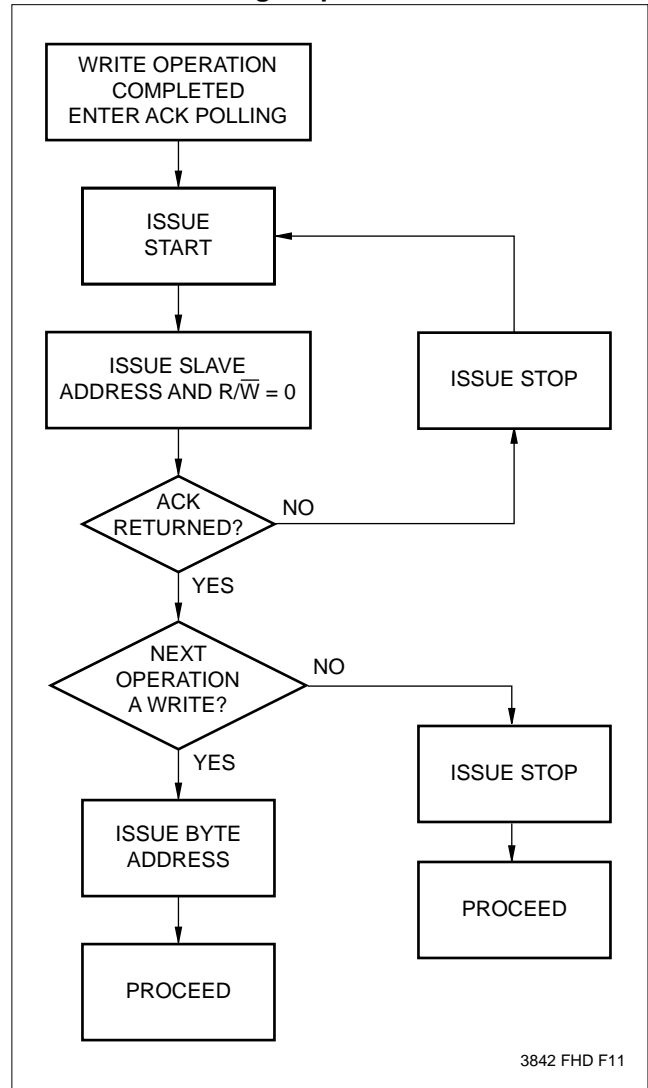 WRITE OPERATION
COMPLETED
ENTER ACK POLLING
ISSUE
START
ISSUE SLAVE
ADDRESS AND R/W̅ = 0
ISSUE STOP
ACK
RETURNED?
NO
YES
NEXT
OPERATION
A WRITE?
NO
YES
ISSUE STOP
ISSUE BYTE
ADDRESS
PROCEED
PROCEED
3842 FHD F11